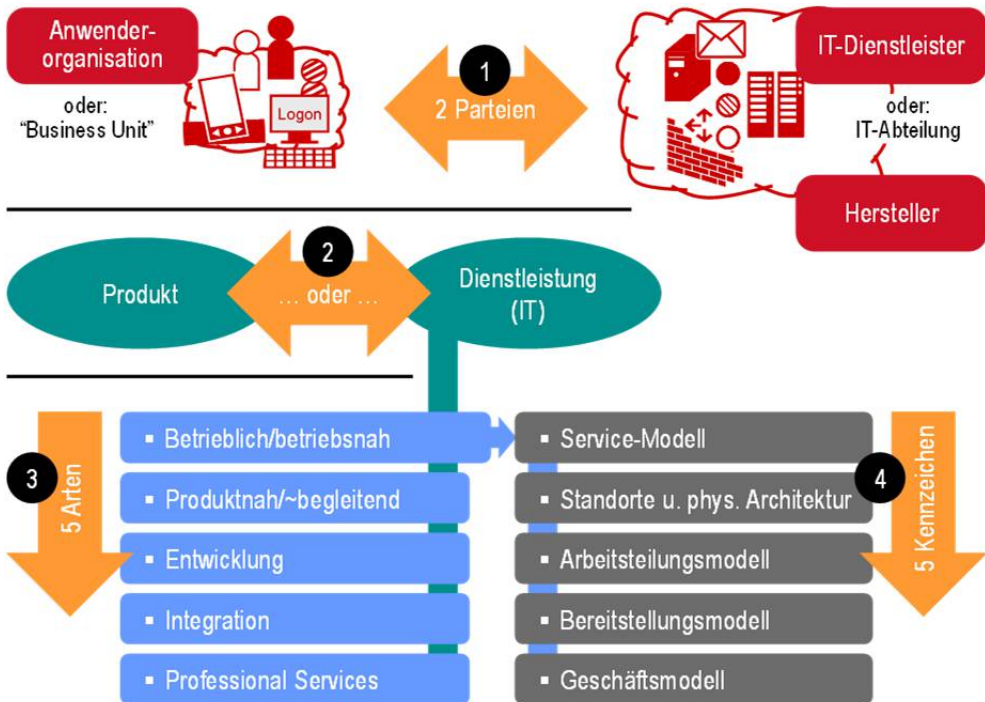 Anwender-
organisation
oder:
“Business Unit”
Logon
1
2 Parteien
IT-Dienstleister
oder:
IT-Abteilung
Hersteller
Produkt
2
... oder ...
Dienstleistung
(IT)
3
5 Arten
▪ Betrieblich/betriebsnah
▪ Produktnah/~begleitend
▪ Entwicklung
▪ Integration
▪ Professional Services
▪ Service-Modell
▪ Standorte u. phys. Architektur
▪ Arbeitsteilungsmodell
▪ Bereitstellungsmodell
▪ Geschäftsmodell
4
5 Kennzeichen